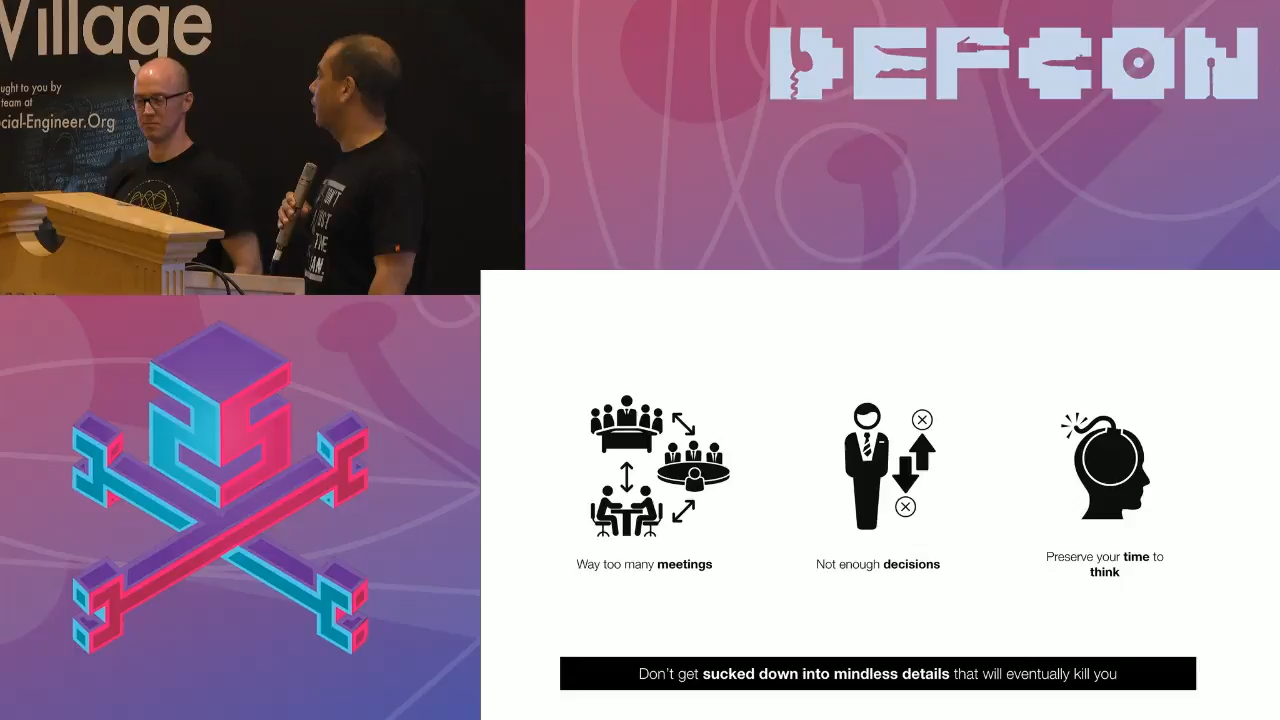 Village
ught to you by
team at
cial-Engineer.Org
DEFCON
Way too many meetings
Not enough decisions
Preserve your time to
think
Don't get sucked down into mindless details that will eventually kill you